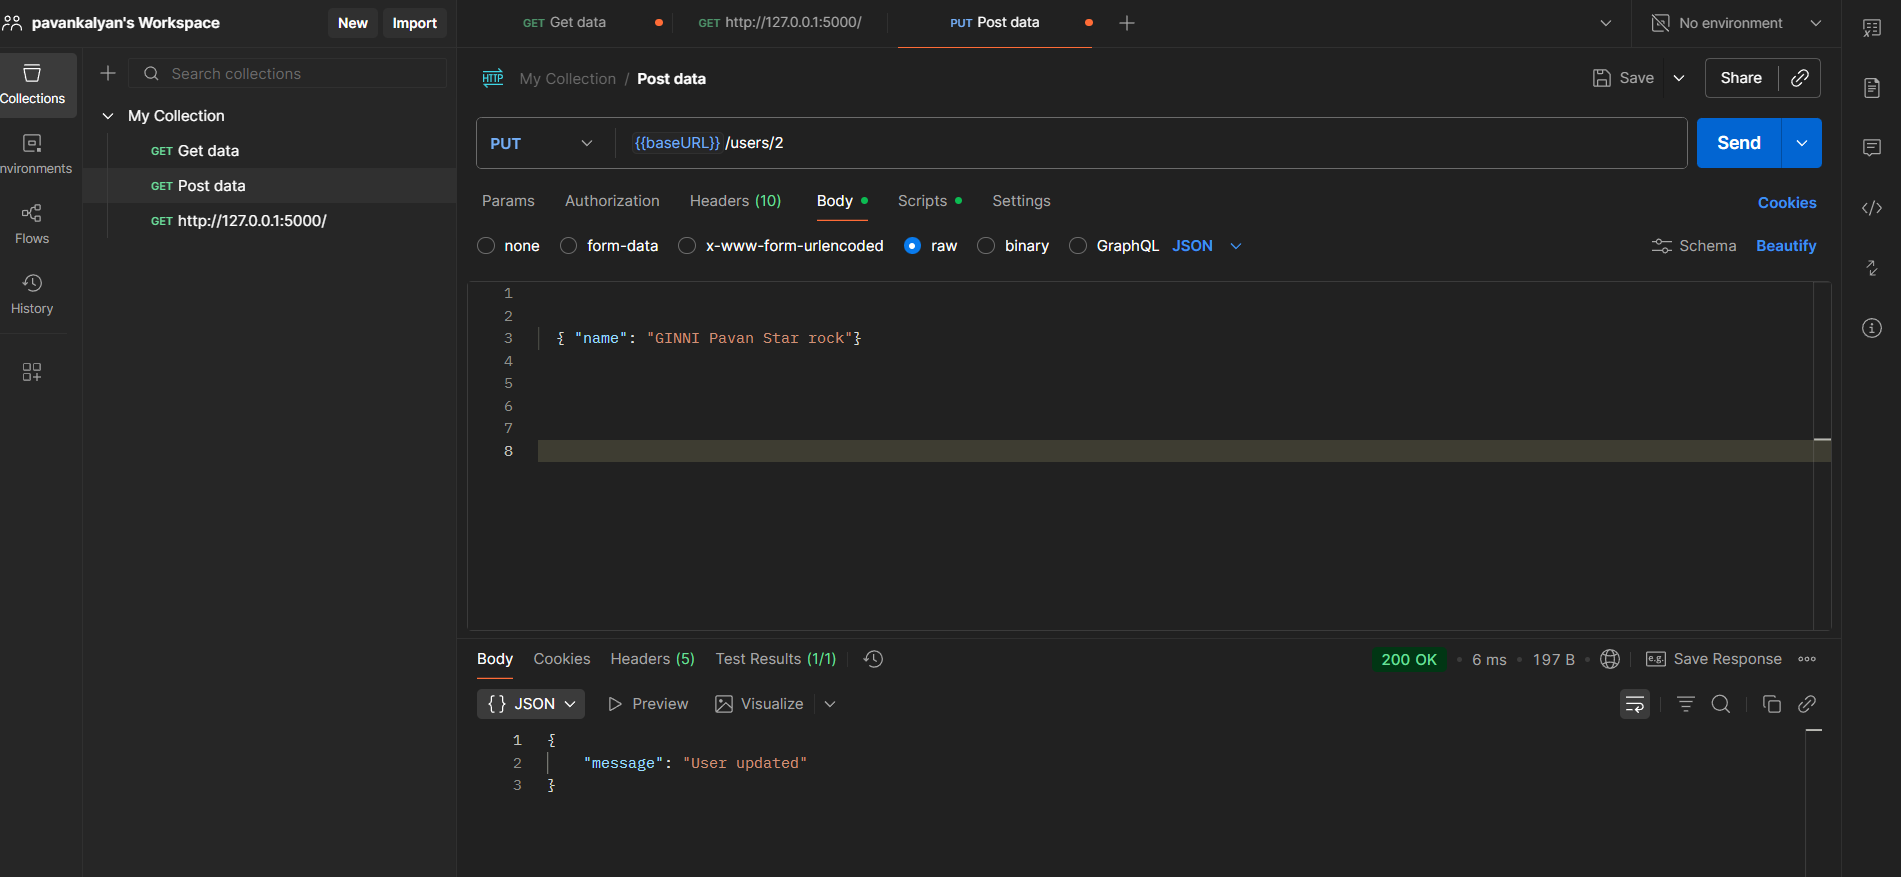 pavankalyan's Workspace
New
Import
GET Get data
GET http://127.0.0.1:5000/
PUT Post data
No environment
Collections
nvironments
Flows
History
Search collections
My Collection
GET Get data
GET Post data
GET http://127.0.0.1:5000/
HTTP My Collection / Post data
Save
Share
PUT
{{baseURL}} /users/2
Send
Params Authorization Headers (10) Body Scripts Settings
Cookies
none form-data x-www-form-urlencoded raw binary GraphQL JSON
Schema Beautify
1
2
3 { "name": "GINNI Pavan Star rock"}
4
5
6
7
8
Body Cookies Headers (5) Test Results (1/1)
200 OK • 6 ms • 197 B • e.g. Save Response
{} JSON Preview Visualize
1 {
2 "message": "User updated"
3 }